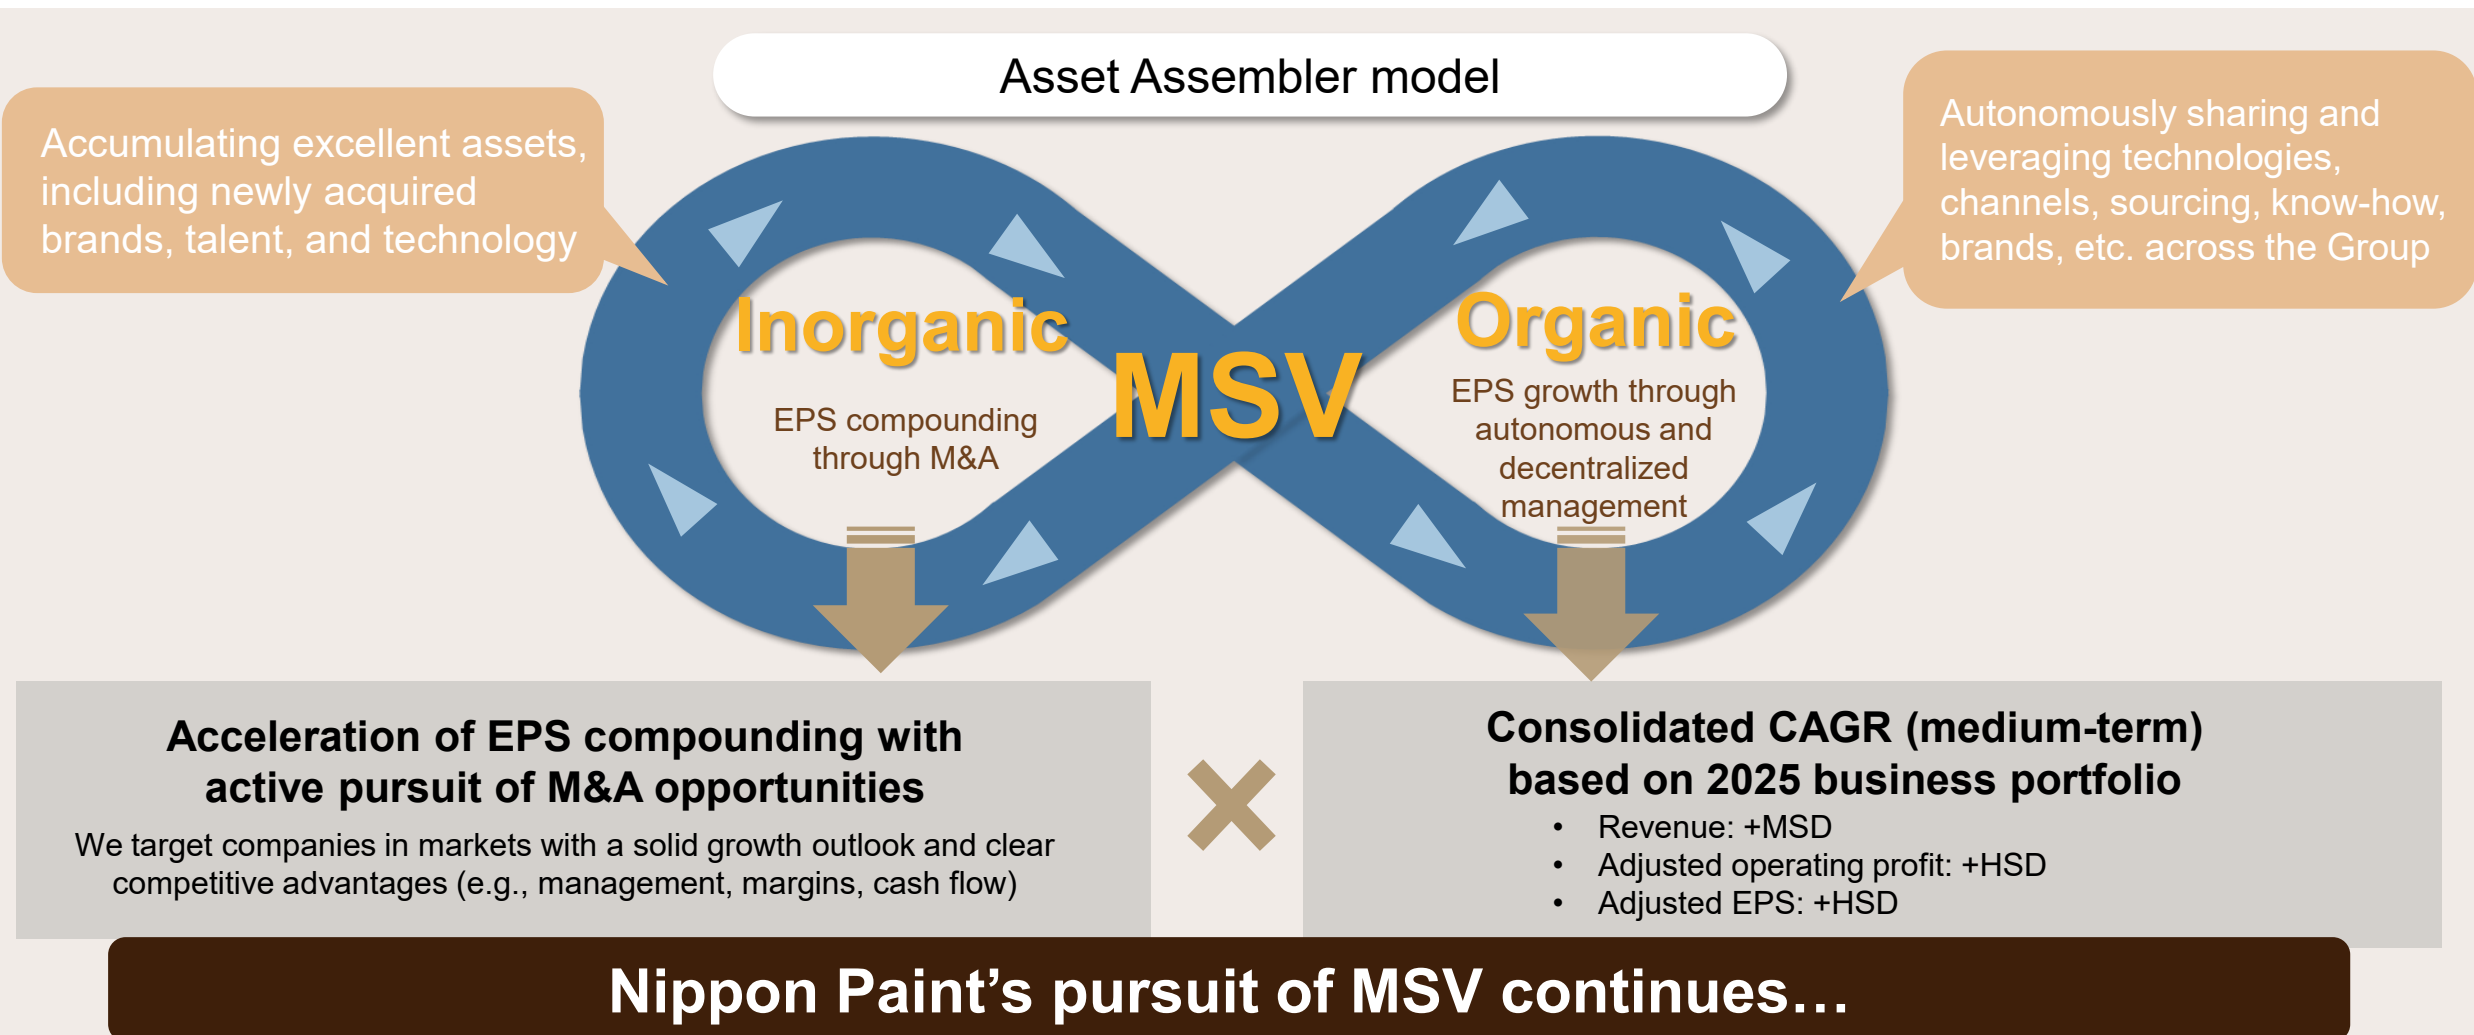 Asset Assembler model
Accumulating excellent assets,
including newly acquired
brands, talent, and technology
Autonomously sharing and
leveraging technologies,
channels, sourcing, know-how,
brands, etc. across the Group
Inorganic
EPS compounding
through M&A
MSV
Organic
EPS growth through
autonomous and
decentralized
management
Acceleration of EPS compounding with
active pursuit of M&A opportunities
We target companies in markets with a solid growth outlook and clear
competitive advantages (e.g., management, margins, cash flow)
Consolidated CAGR (medium-term)
based on 2025 business portfolio
• Revenue: +MSD
• Adjusted operating profit: +HSD
• Adjusted EPS: +HSD
Nippon Paint’s pursuit of MSV continues…